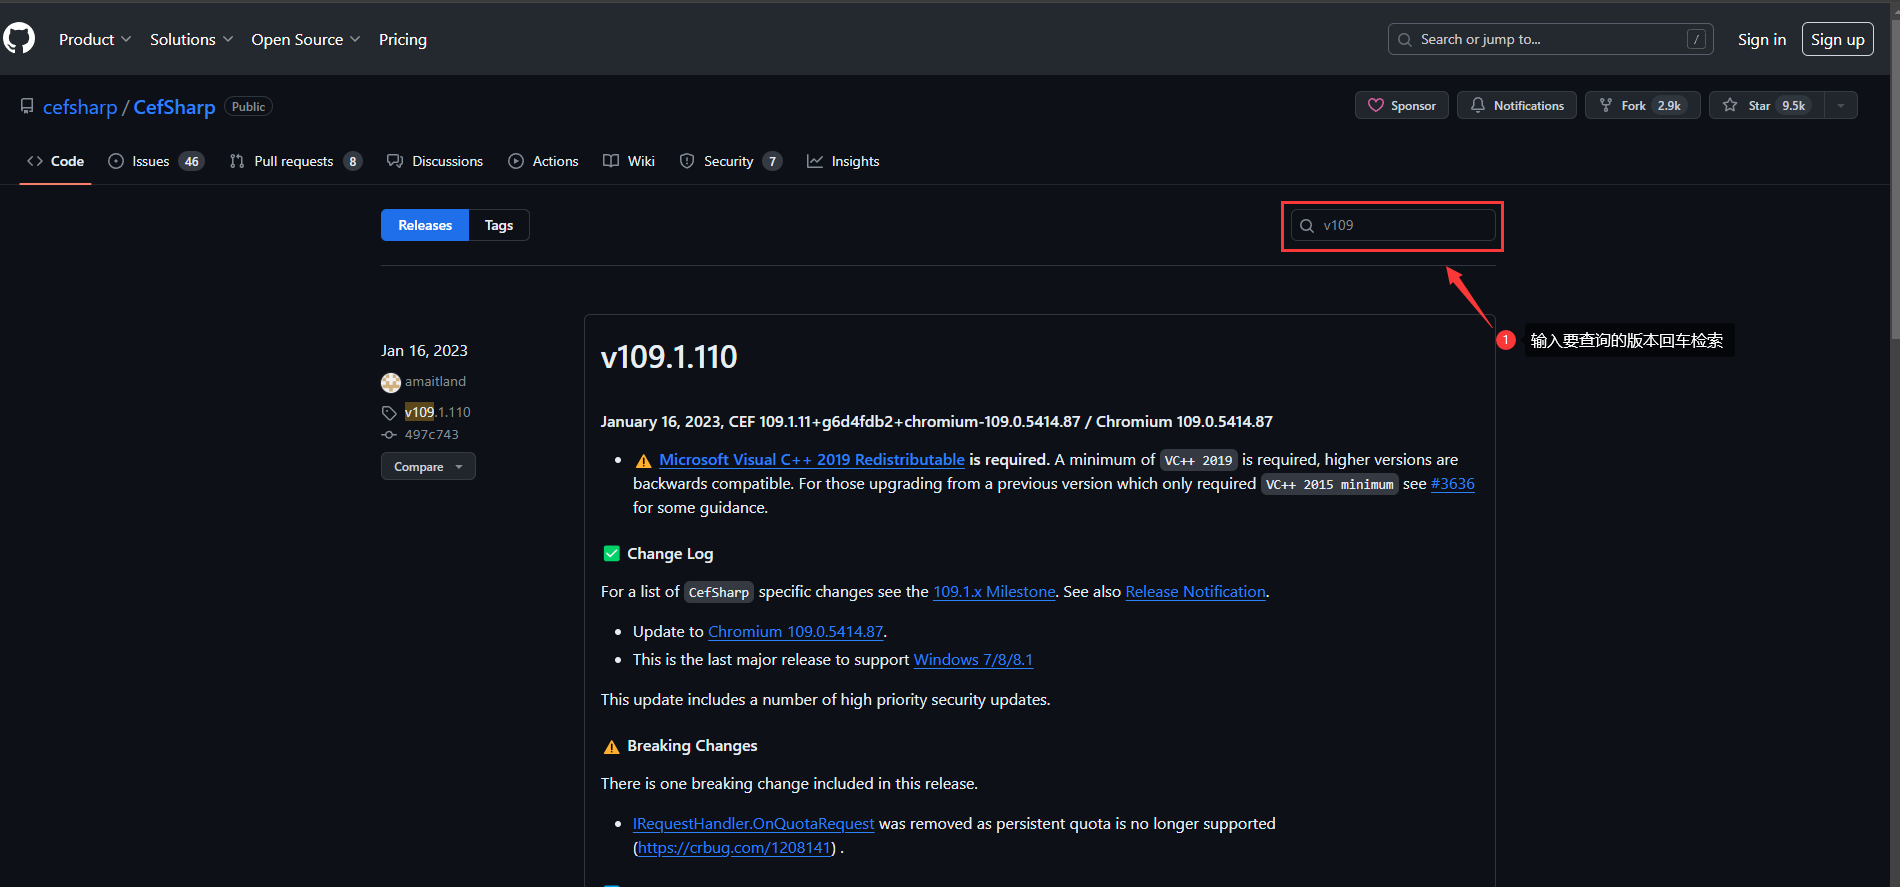 Product Solutions Open Source Pricing Search or jump to... / Sign in Sign up
cefsharp / CefSharp Public Sponsor Notifications Fork 2.9k Star 9.5k
Code Issues 46 Pull requests 8 Discussions Actions Wiki Security 7 Insights
Releases Tags v109
1 输入要查询的版本回车检索
Jan 16, 2023
amaitland
v109.1.110
497c743
Compare
v109.1.110
January 16, 2023, CEF 109.1.11+g6d4fdb2+chromium-109.0.5414.87 / Chromium 109.0.5414.87
• ⚠ Microsoft Visual C++ 2019 Redistributable is required. A minimum of VC++ 2019 is required, higher versions are
backwards compatible. For those upgrading from a previous version which only required VC++ 2015 minimum see #3636
for some guidance.
✅ Change Log
For a list of CefSharp specific changes see the 109.1.x Milestone. See also Release Notification.
• Update to Chromium 109.0.5414.87.
• This is the last major release to support Windows 7/8/8.1
This update includes a number of high priority security updates.
⚠ Breaking Changes
There is one breaking change included in this release.
• IRequestHandler.OnQuotaRequest was removed as persistent quota is no longer supported
(https://crbug.com/1208141) .